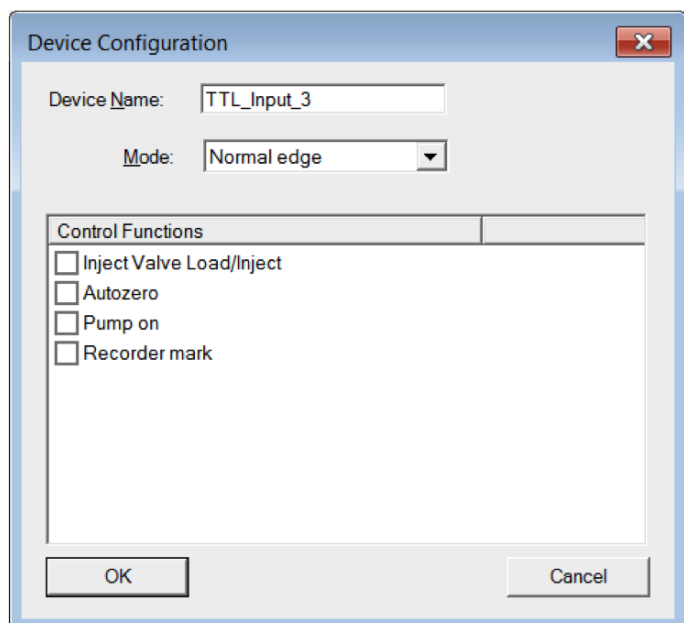 Device Configuration
Device Name: TTL_Input_3
Mode: Normal edge
Control Functions
Inject Valve Load/Inject
Autozero
Pump on
Recorder mark
OK Cancel